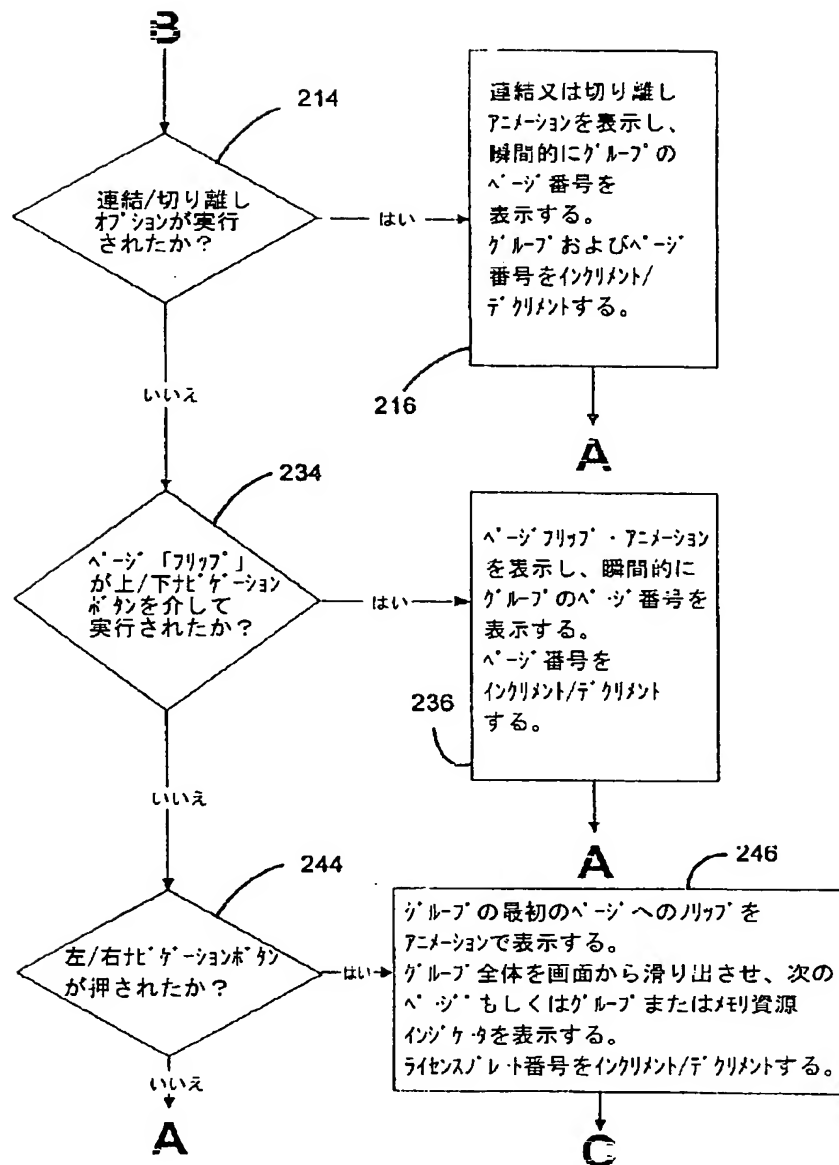 B
214
連結/切り離し
オプションが実行
されたか？
はい
連結又は切り離し
アニメーションを表示し、
瞬間的にグループの
ページ番号を
表示する。
グループおよびページ
番号をインクリメント/
デクリメントする。
216
A
いいえ
234
ページ「フリップ」
が上/下ナビゲーション
ボタンを介して
実行されたか？
はい
ページフリップ・アニメーション
を表示し、瞬間的に
グループのページ番号を
表示する。
ページ番号を
インクリメント/デクリメント
する。
236
A
いいえ
244
左/右ナビゲーションボタン
が押されたか？
はい
246
グループの最初のページへのフリップを
アニメーションで表示する。
グループ全体を画面から滑り出させ、次の
ページもしくはグループまたはメモリ資源
インジケータを表示する。
ライセンスプレート番号をインクリメント/デクリメントする。
C
いいえ
A